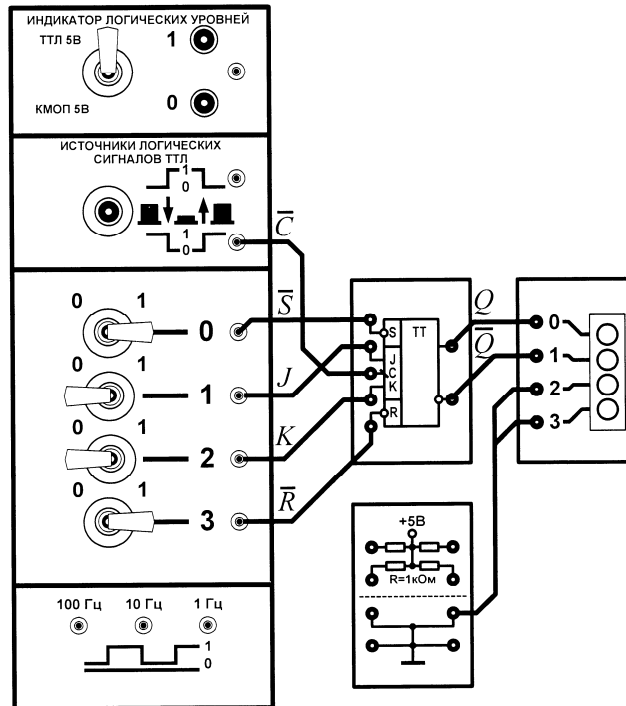 ИНДИКАТОР ЛОГИЧЕСКИХ УРОВНЕЙ
ТТЛ 5В
1
КМОП 5В
0
ИСТОЧНИКИ ЛОГИЧЕСКИХ
СИГНАЛОВ ТТЛ
1
0
1
0
C̅
0 1
0
S̅
0 1
1
J
0 1
2
K
0 1
3
R̅
S TT
J
C
K
R
Q
Q̅
0
1
2
3
+5В
R=1кОм
100 Гц 10 Гц 1 Гц
1
0